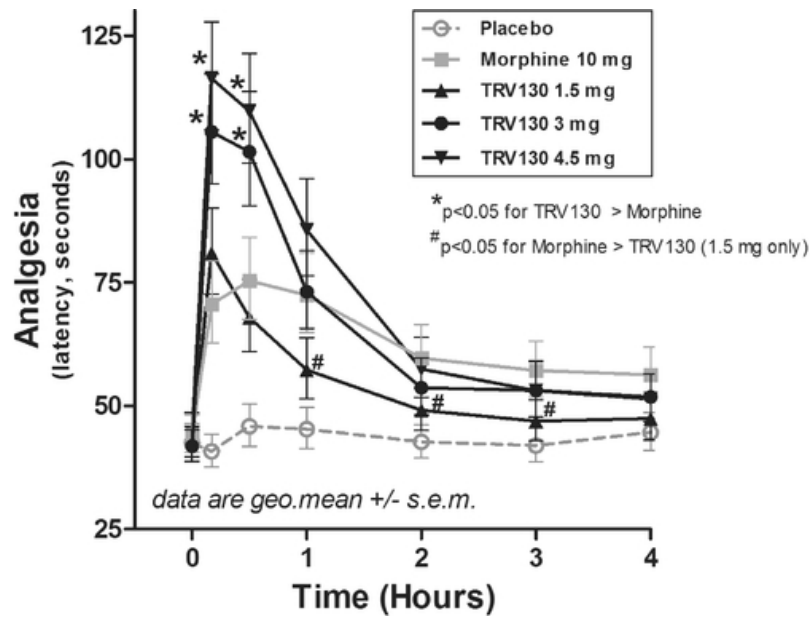 125
100
75
50
25
Analgesia
(latency, seconds)
Placebo
Morphine 10 mg
TRV130 1.5 mg
TRV130 3 mg
TRV130 4.5 mg
*p<0.05 for TRV130 > Morphine
#p<0.05 for Morphine > TRV130 (1.5 mg only)
*
*
*
*
#
#
#
data are geo.mean +/- s.e.m.
0 1 2 3 4
Time (Hours)